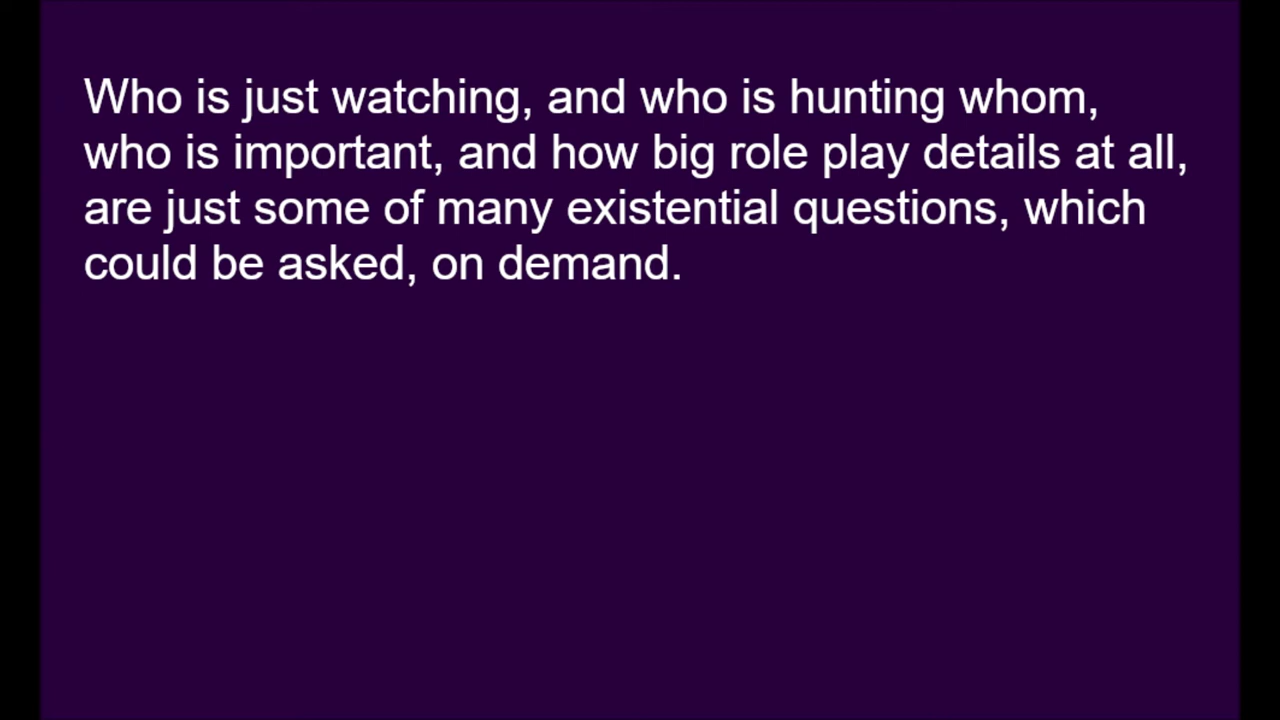 Who is just watching, and who is hunting whom,
who is important, and how big role play details at all,
are just some of many existential questions, which
could be asked, on demand.